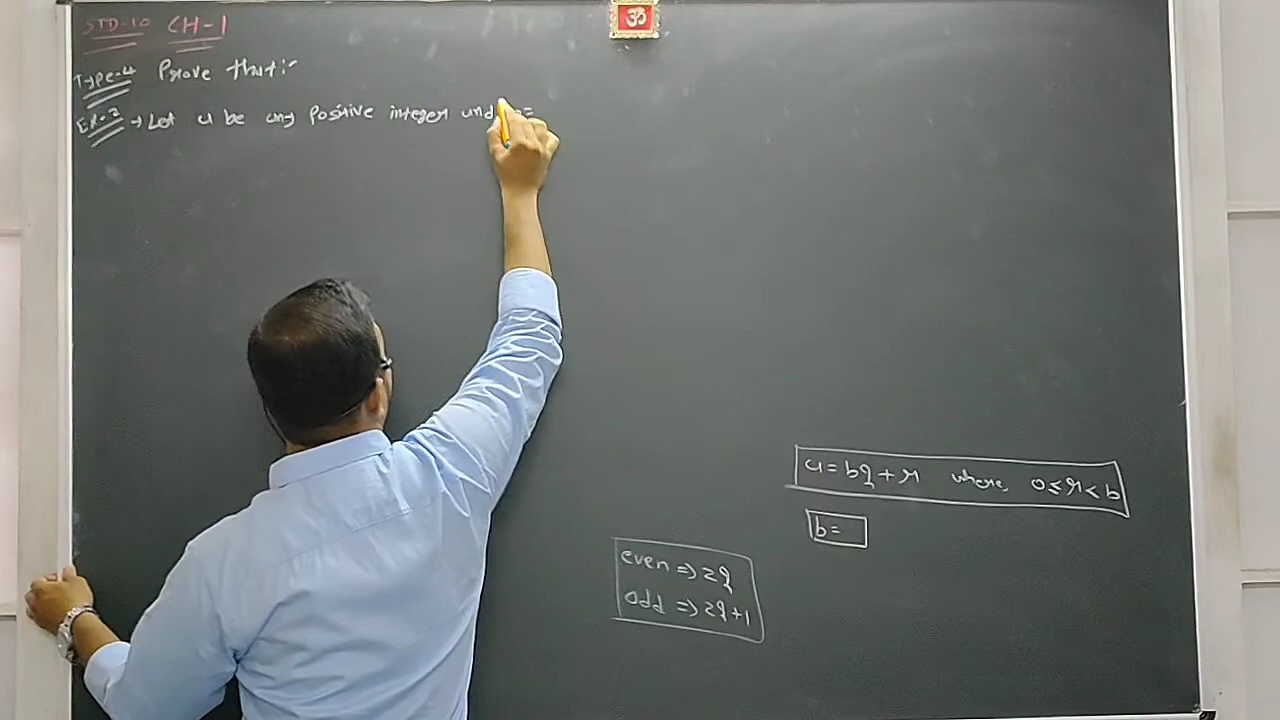 STD-10 CH-1
Type-4 Prove that:-
Ex-2 → Let a be any Positive integer and =
a = bq + r where, 0 ≤ r < b
b =
even ⇒ 2q
odd ⇒ 2q+1
ॐ